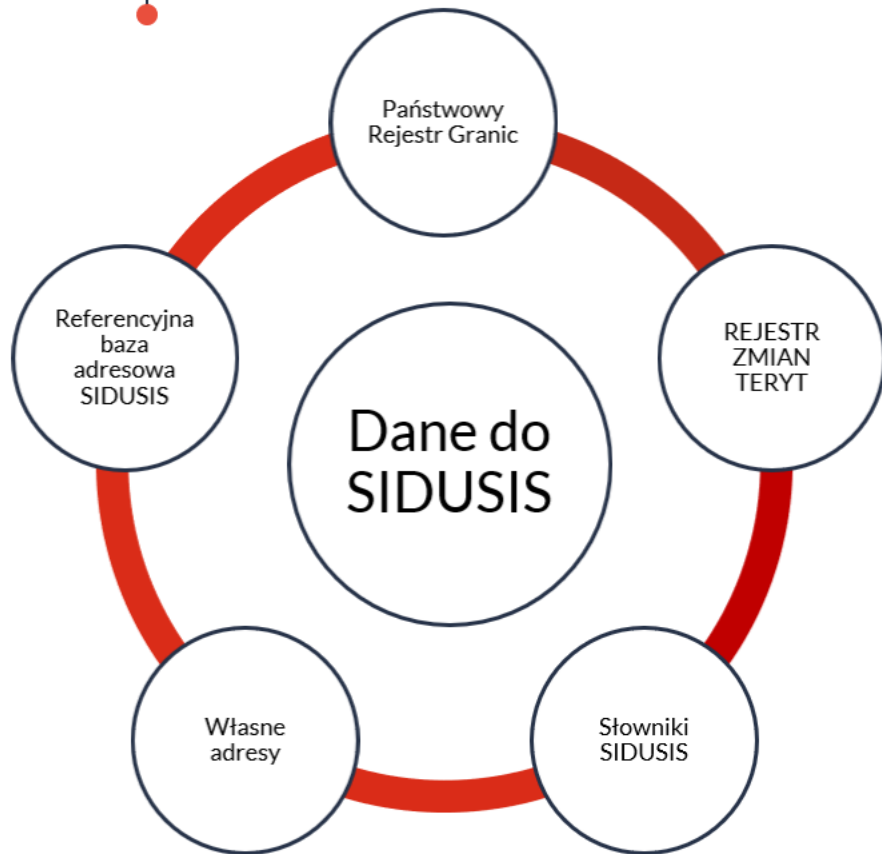 Państwowy
Rejestr Granic
Referencyjna
baza
adresowa
SIDUSIS
REJESTR
ZMIAN
TERYT
Dane do
SIDUSIS
Własne
adresy
Słowniki
SIDUSIS